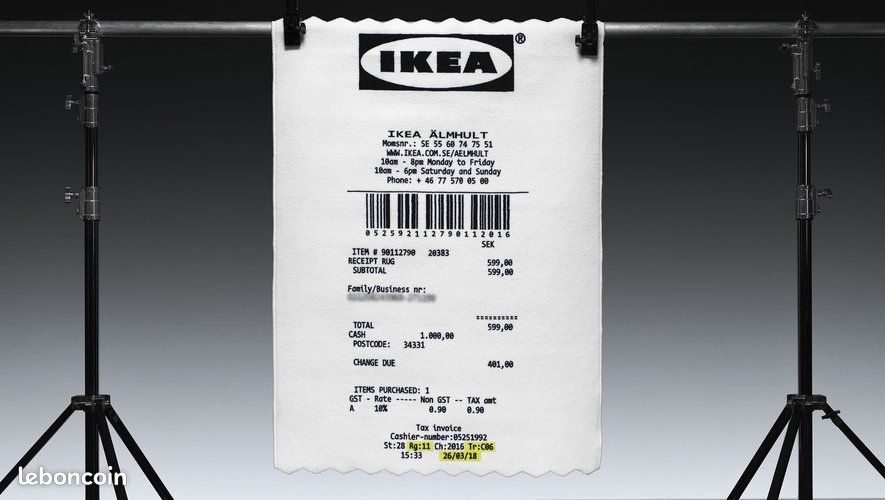 IKEA®
IKEA ÄLMHULT
Momsnr.: SE 55 60 74 75 51
WWW.IKEA.COM.SE/AELMHULT
10am - 8pm Monday to Friday
10am - 6pm Saturday and Sunday
Phone: + 46 77 570 05 00
05259211279011 2016
SEK
ITEM # 90112790 20383
RECEIPT RUG 599,00
SUBTOTAL 599,00
Family/Business nr:
==========
TOTAL 599,00
CASH 1.000,00
POSTCODE: 34331
CHANGE DUE 401,00
ITEMS PURCHASED: 1
GST - Rate ----- Non GST -- TAX amt
A 10% 0.90 0.90
Tax invoice
Cashier-number:05251992
St:28 Rg:11 Ch:2016 Tr:C06
15:33 26/03/18
leboncoin